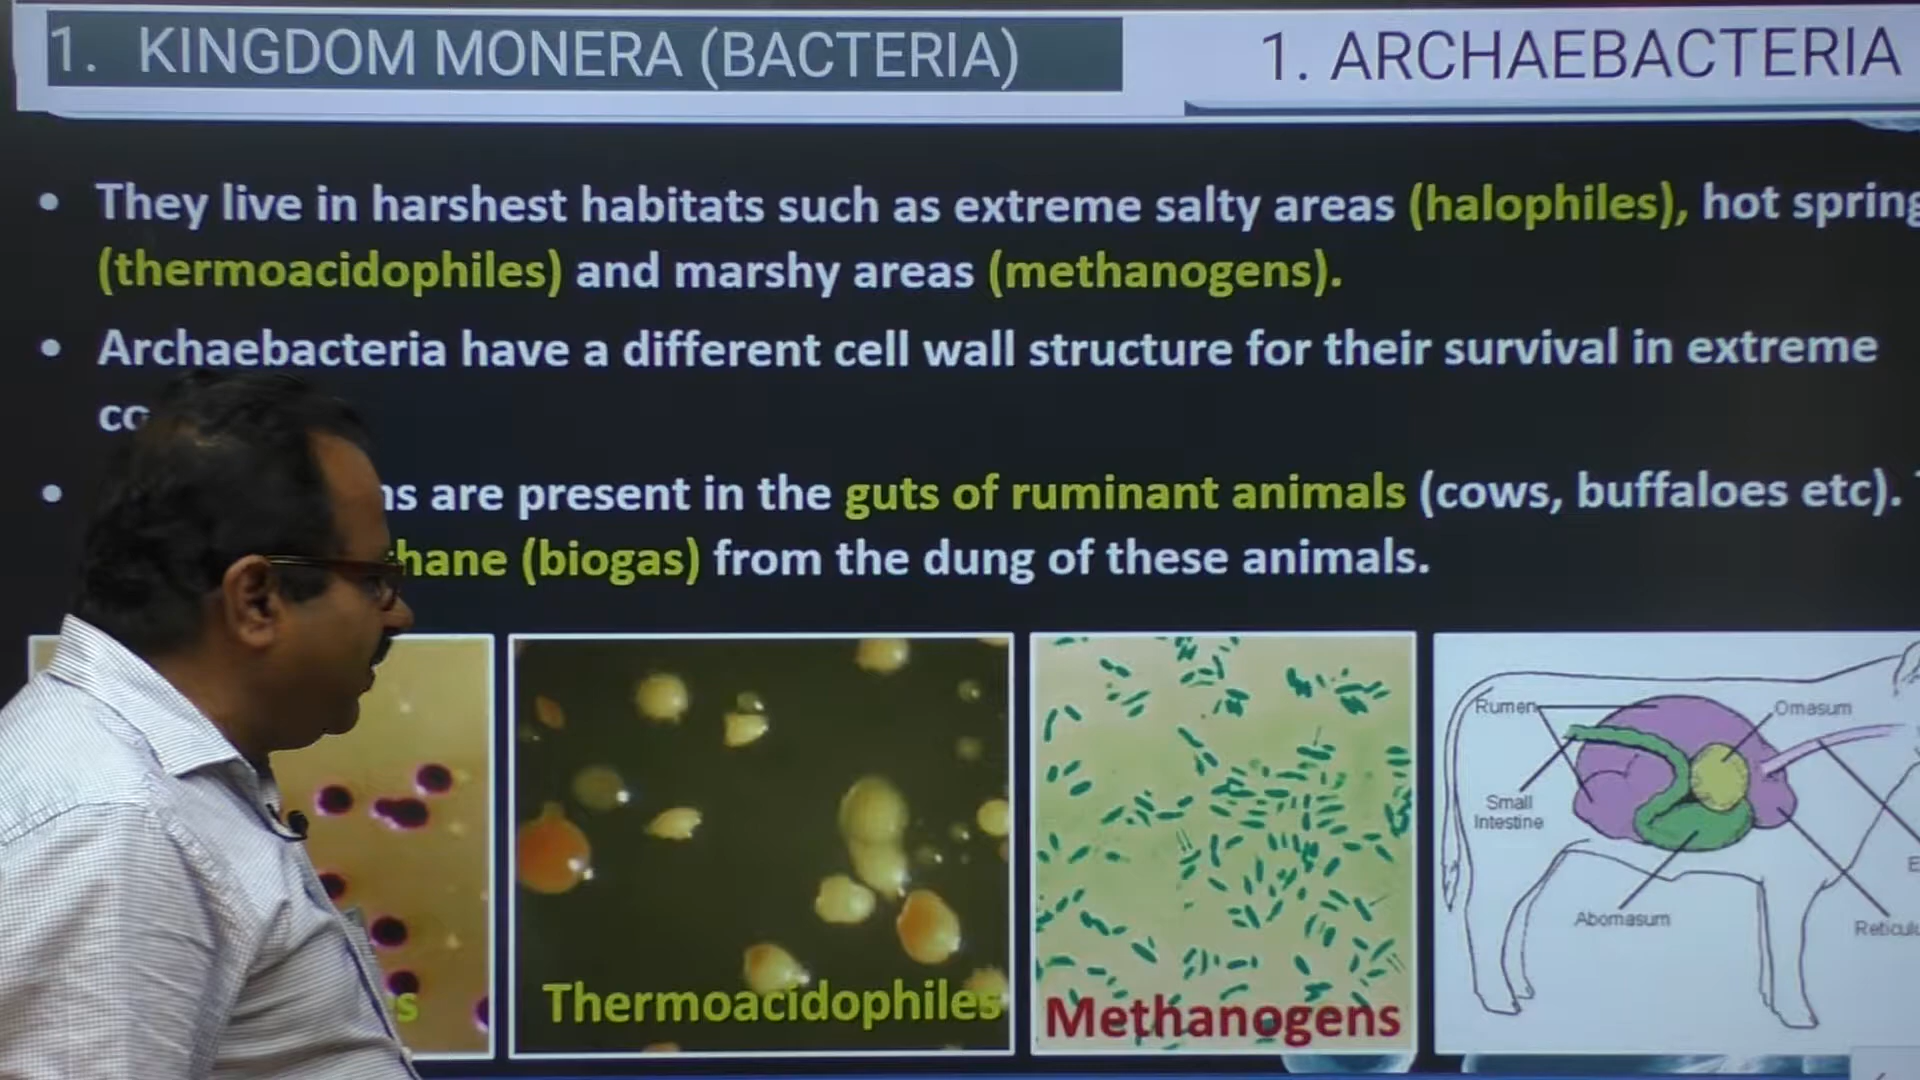 1. KINGDOM MONERA (BACTERIA)
1. ARCHAEBACTERIA
• They live in harshest habitats such as extreme salty areas (halophiles), hot
(thermoacidophiles) and marshy areas (methanogens).
• Archaebacteria have a different cell wall structure for their survival in extreme
• are present in the guts of ruminant animals (cows, buffaloes etc).
(biogas) from the dung of these animals.
Thermoacidophiles
Methanogens
Rumen
Omasum
Small
Intestine
Abomasum